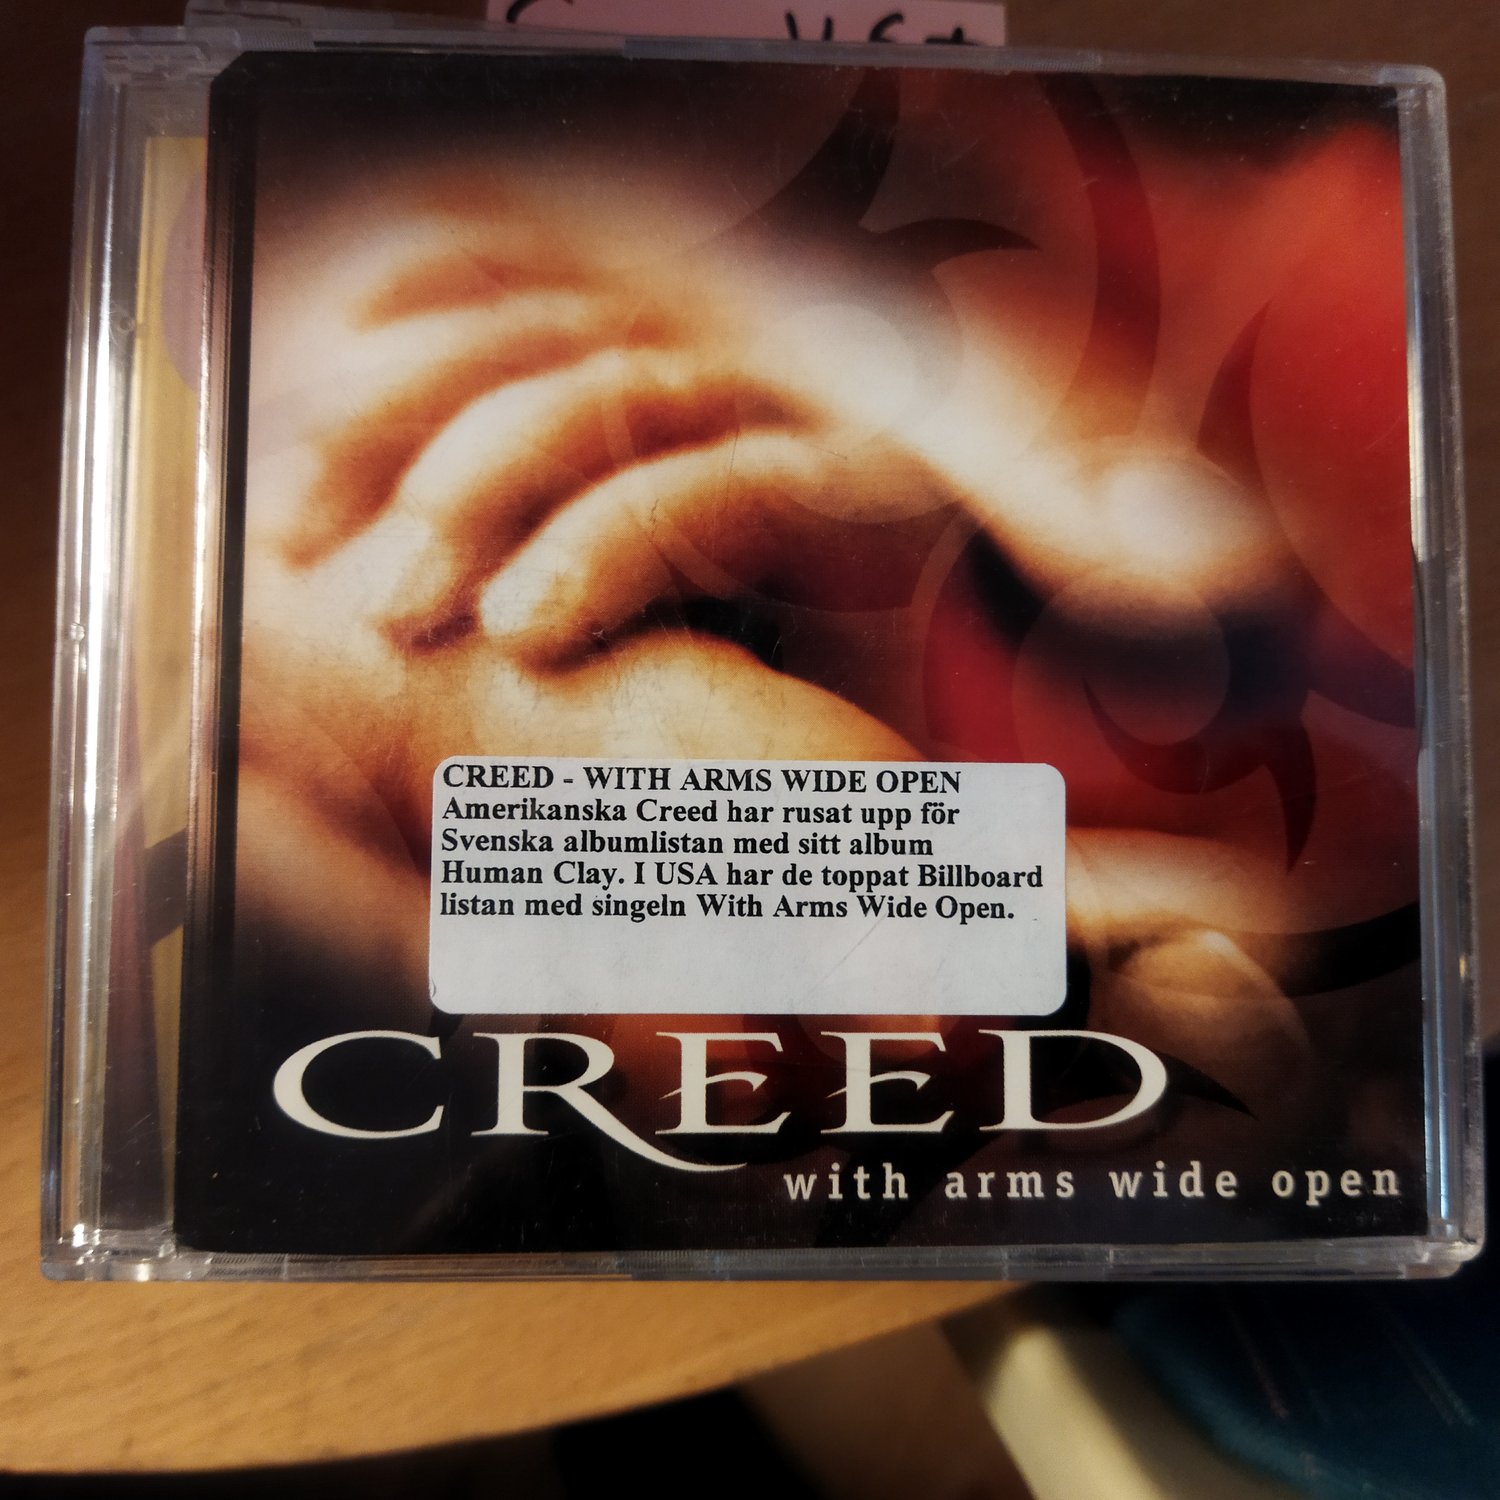 CREED - WITH ARMS WIDE OPEN
Amerikanska Creed har rusat upp för
Svenska albumlistan med sitt album
Human Clay. I USA har de toppat Billboard
listan med singeln With Arms Wide Open.
CREED
with arms wide open